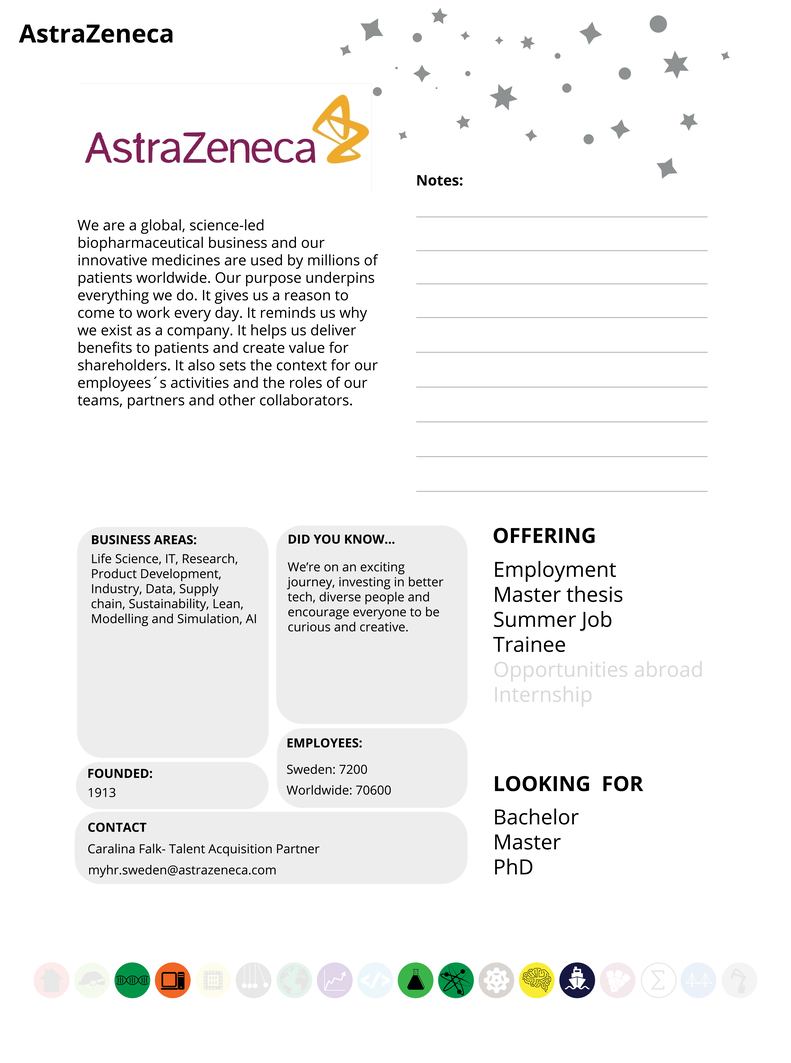 AstraZeneca
AstraZeneca
Notes:
We are a global, science-led
biopharmaceutical business and our
innovative medicines are used by millions of
patients worldwide. Our purpose underpins
everything we do. It gives us a reason to
come to work every day. It reminds us why
we exist as a company. It helps us deliver
benefits to patients and create value for
shareholders. It also sets the context for our
employees´s activities and the roles of our
teams, partners and other collaborators.
BUSINESS AREAS:
Life Science, IT, Research,
Product Development,
Industry, Data, Supply
chain, Sustainability, Lean,
Modelling and Simulation, AI
DID YOU KNOW...
We’re on an exciting
journey, investing in better
tech, diverse people and
encourage everyone to be
curious and creative.
FOUNDED:
1913
EMPLOYEES:
Sweden: 7200
Worldwide: 70600
CONTACT
Caralina Falk- Talent Acquisition Partner
myhr.sweden@astrazeneca.com
OFFERING
Employment
Master thesis
Summer Job
Trainee
Opportunities abroad
Internship
LOOKING FOR
Bachelor
Master
PhD